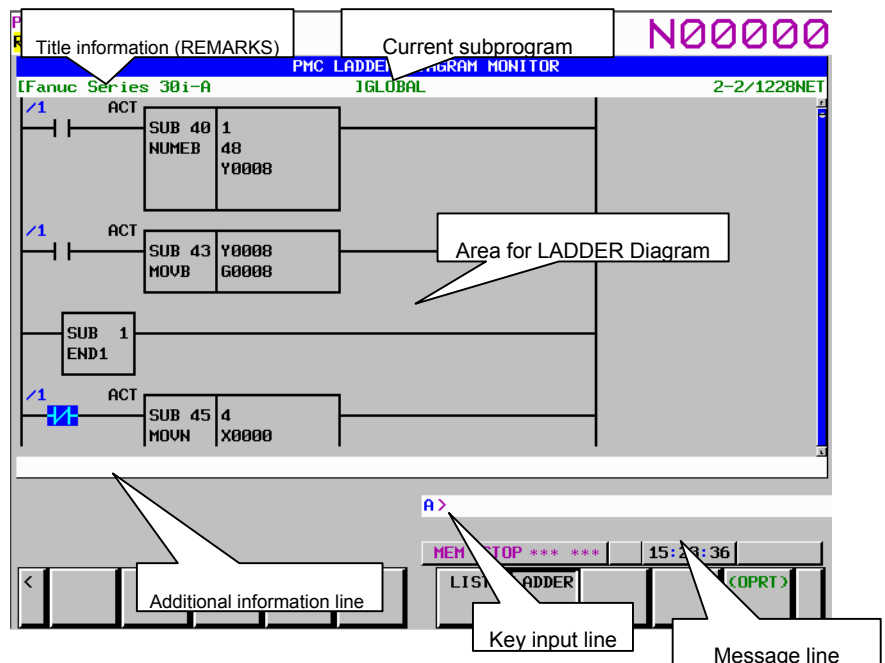 P
R
Title information (REMARKS)
Current subprogram
N00000
PMC LADDER DIAGRAM MONITOR
[Fanuc Series 30i-A ]GLOBAL 2-2/1228NET
/1 ACT
SUB 40 1
NUMEB 48
Y0008
/1 ACT
SUB 43 Y0008
MOVB G0008
Area for LADDER Diagram
SUB 1
END1
/1 ACT
SUB 45 4
MOVN X0000
A>
MEM STOP *** *** 15:23:36
< LIST LADDER (OPRT)
Additional information line
Key input line
Message line